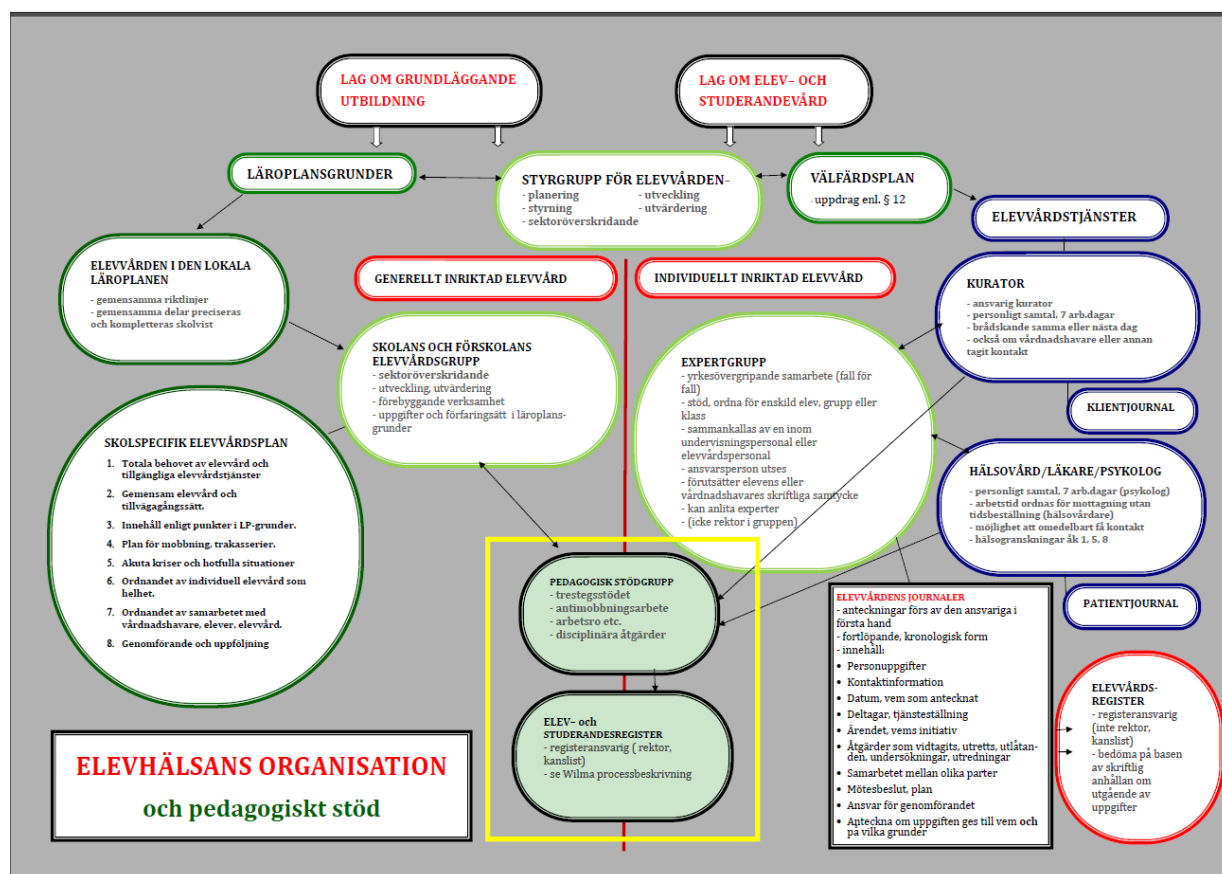 LAG OM GRUNDLÄGGANDE
UTBILDNING
LAG OM ELEV– OCH
STUDERANDEVÅRD
LÄROPLANSGRUNDER
STYRGRUPP FÖR ELEVVÅRDEN–
- planering - utveckling
- styrning - utvärdering
- sektoröverskridande
VÄLFÄRDSPLAN
- uppdrag enl. § 12
ELEVVÅRDSTJÄNSTER
ELEVVÅRDEN I DEN LOKALA
LÄROPLANEN
- gemensamma riktlinjer
- gemensamma delar preciseras
och kompletteras skolvist
GENERELLT INRIKTAD ELEVVÅRD
INDIVIDUELLT INRIKTAD ELEVVÅRD
KURATOR
- ansvarig kurator
- personligt samtal, 7 arb.dagar
- brådskande samma eller nästa dag
- också om vårdnadshavare eller annan
tagit kontakt
SKOLANS OCH FÖRSKOLANS
ELEVVÅRDSGRUPP
- sektoröverskridande
- utveckling, utvärdering
- förebyggande verksamhet
- uppgifter och förfaringsätt i läroplans-
grunder
EXPERTGRUPP
- yrkesövergripande samarbete (fall för
fall)
- stöd, ordna för enskild elev, grupp eller
klass
- sammankallas av en inom
undervisningspersonal eller
elevvårdspersonal
- ansvarsperson utses
- förutsätter elevens eller
vårdnadshavares skriftliga samtycke
- kan anlita experter
- (icke rektor i gruppen)
KLIENTJOURNAL
SKOLSPECIFIK ELEVVÅRDSPLAN
1. Totala behovet av elevvård och
tillgängliga elevvårdstjänster
2. Gemensam elevvård och
tillvägagångssätt.
3. Innehåll enligt punkter i LP-grunder.
4. Plan för mobbning, trakasserier.
5. Akuta kriser och hotfulla situationer
6. Ordnandet av individuell elevvård som
helhet.
7. Ordnandet av samarbetet med
vårdnadshavare, elever, elevvård.
8. Genomförande och uppföljning
HÄLSOVÅRD/LÄKARE/PSYKOLOG
- personligt samtal, 7 arb.dagar (psykolog)
- arbetstid ordnas för mottagning utan
tidsbeställning (hälsovårdare)
- möjlighet att omedelbart få kontakt
- hälsogranskningar åk 1, 5, 8
PATIENTJOURNAL
PEDAGOGISK STÖDGRUPP
- trestegsstödet
- antimobbningsarbete
- arbetsro etc.
- disciplinära åtgärder
ELEV– och
STUDERANDESREGISTER
- registeransvarig ( rektor,
kanslist)
- se Wilma processbeskrivning
ELEVVÅRDENS JOURNALER
- anteckningar förs av den ansvariga i
första hand
- fortlöpande, kronologisk form
- innehåll:
• Personuppgifter
• Kontaktinformation
• Datum, vem som antecknat
• Deltagar, tjänsteställning
• Ärendet, vems initiativ
• Åtgärder som vidtagits, utretts, utlåtan-
den, undersökningar, utredningar
• Samarbetet mellan olika parter
• Mötesbeslut, plan
• Ansvar för genomförandet
• Apteckna om uppgiften ges till vem och
på vilka grunder
ELEVVÅRDS-
REGISTER
- registeransvarig
(inte rektor,
kanslist)
- bedöma på basen
av skriftlig
anhållan om
utgående av
uppgifter
ELEVHÄLSANS ORGANISATION
och pedagogiskt stöd